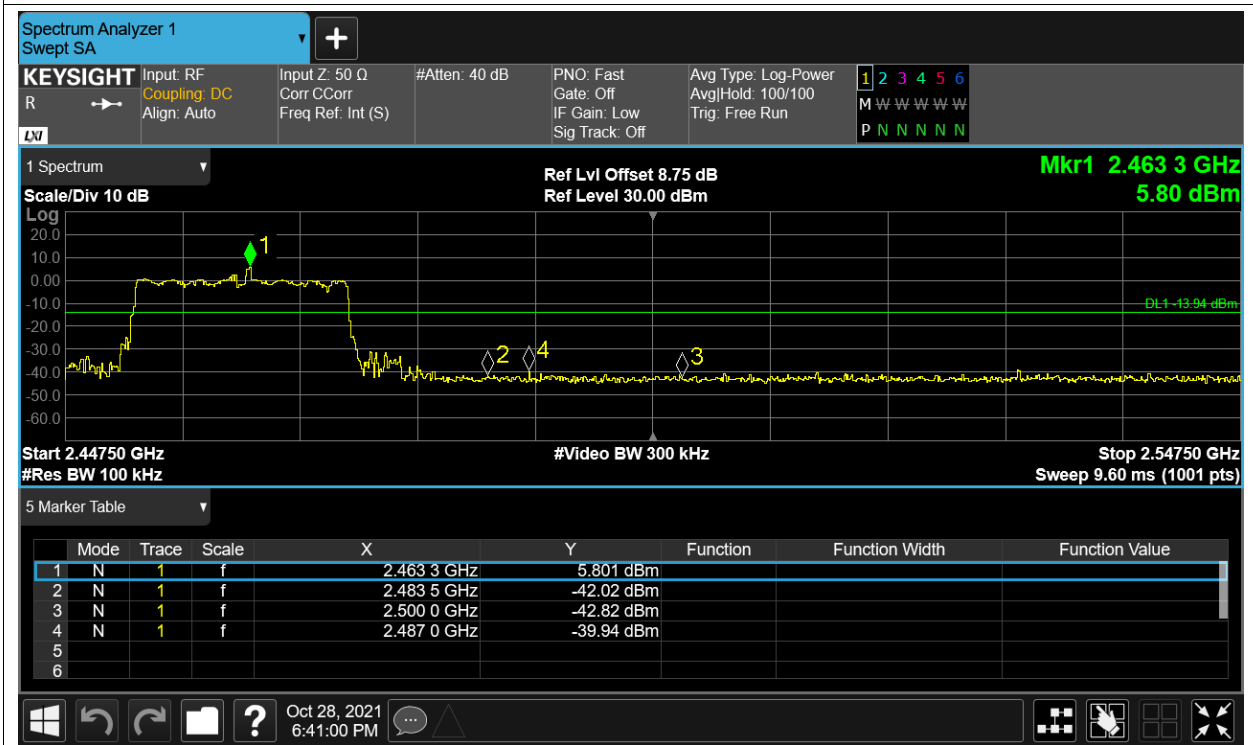 Spectrum Analyzer 1
Swept SA
+
KEYSIGHT Input: RF Input Z: 50 Ω #Atten: 40 dB PNO: Fast Avg Type: Log-Power 1 2 3 4 5 6
R Coupling: DC Corr CCorr Gate: Off Avg|Hold: 100/100 M W W W W W
Align: Auto Freq Ref: Int (S) IF Gain: Low Trig: Free Run
LXI Sig Track: Off P N N N N N
1 Spectrum Ref Lvl Offset 8.75 dB Mkr1 2.463 3 GHz
Scale/Div 10 dB Ref Level 30.00 dBm 5.80 dBm
Log
20.0
10.0
0.00
-10.0
-20.0
-30.0
-40.0
-50.0
-60.0
1
DL1 -13.94 dBm
2 4 3
Start 2.44750 GHz #Video BW 300 kHz Stop 2.54750 GHz
#Res BW 100 kHz Sweep 9.60 ms (1001 pts)
5 Marker Table
Mode Trace Scale X Y Function Function Width Function Value
1 N 1 f 2.463 3 GHz 5.801 dBm
2 N 1 f 2.483 5 GHz -42.02 dBm
3 N 1 f 2.500 0 GHz -42.82 dBm
4 N 1 f 2.487 0 GHz -39.94 dBm
5
6
? Oct 28, 2021
6:41:00 PM